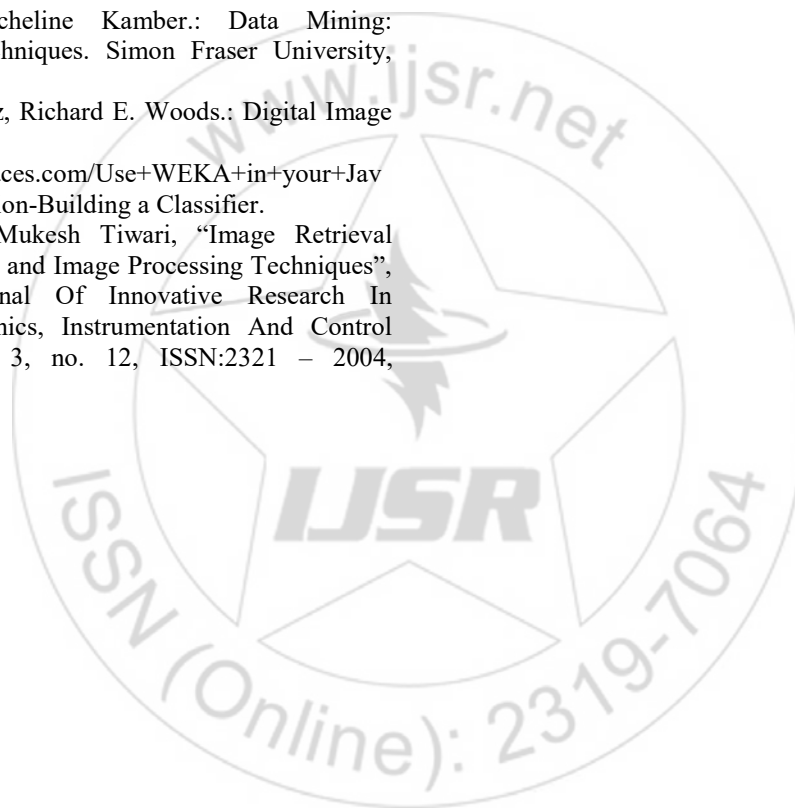 cheline Kamber.: Data Mining:
hniques. Simon Fraser University,
z, Richard E. Woods.: Digital Image
ces.com/Use+WEKA+in+your+Jav
on-Building a Classifier.
Mukesh Tiwari, “Image Retrieval
and Image Processing Techniques”,
nal Of Innovative Research In
nics, Instrumentation And Control
3, no. 12, ISSN:2321 – 2004,
www.ijsr.net
IJSR
ISSN (Online): 2319-7064